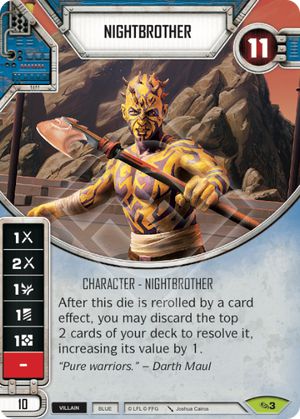 NIGHTBROTHER
11
1
2
1
1
1
-
CHARACTER - NIGHTBROTHER
After this die is rerolled by a card
effect, you may discard the top
2 cards of your deck to resolve it,
increasing its value by 1.
"Pure warriors." – Darth Maul
10
VILLAIN
BLUE
© LFL © FFG
Joshua Cairos
3